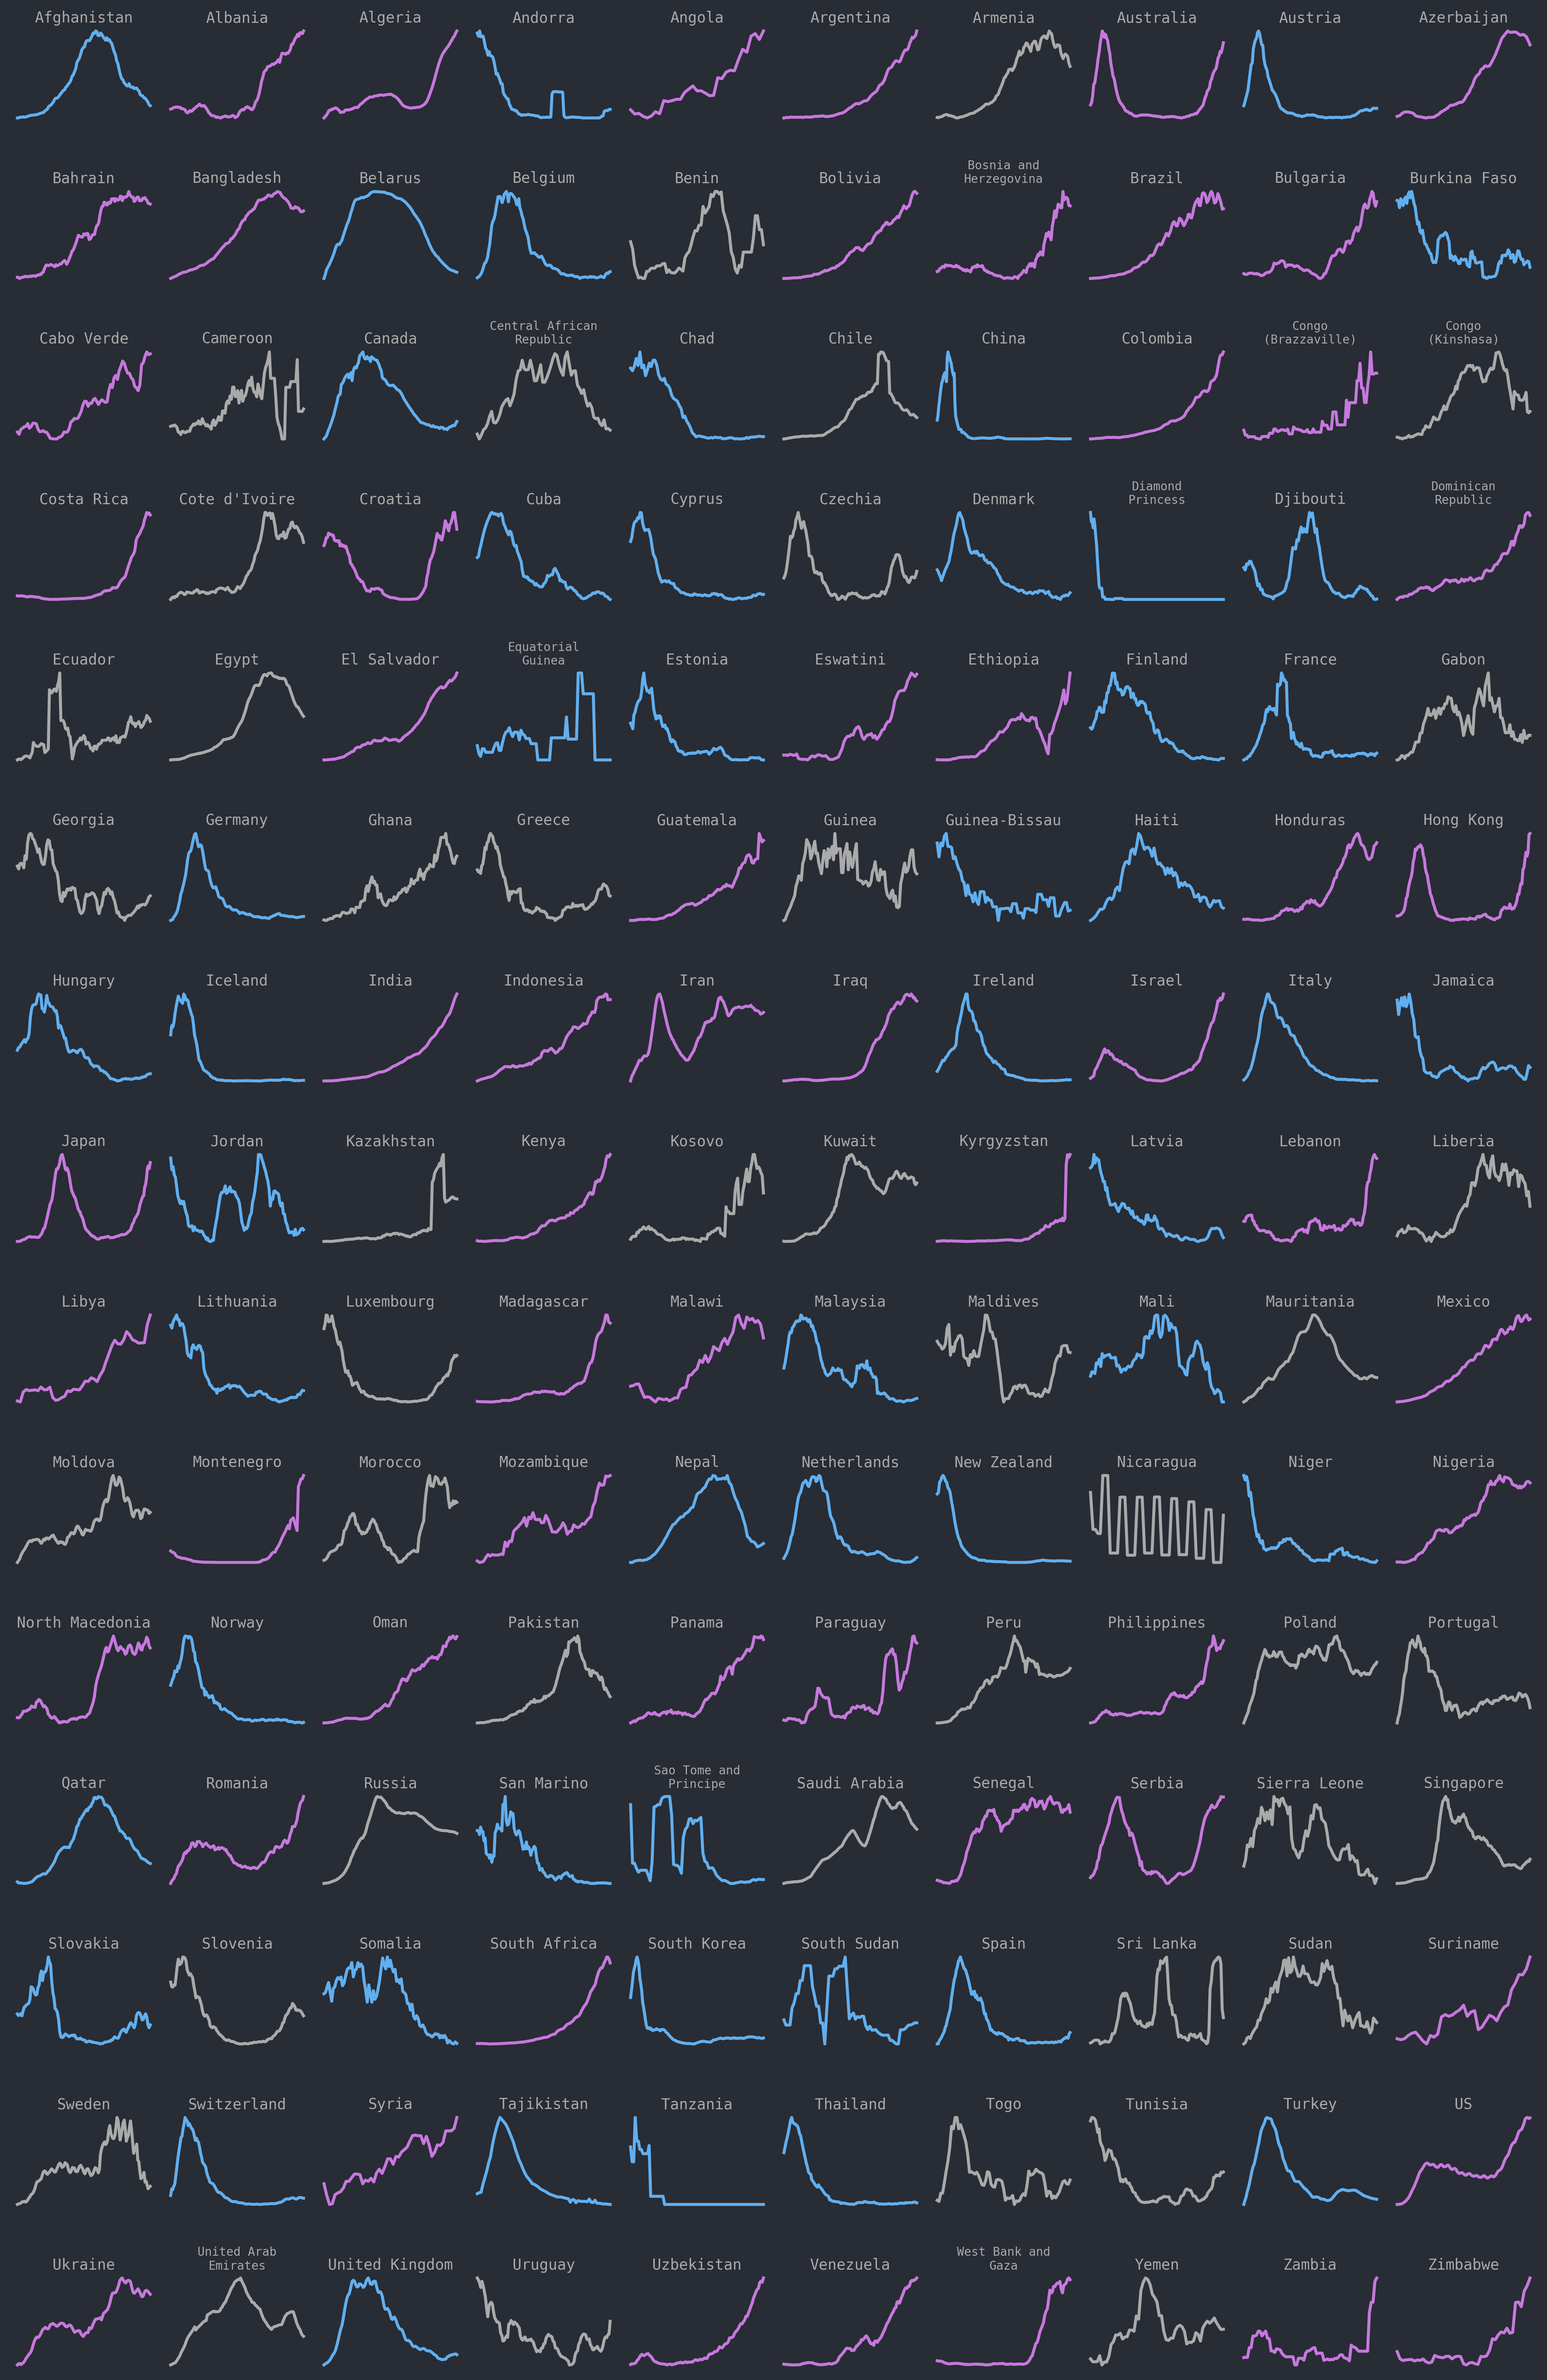 Afghanistan
Albania
Algeria
Andorra
Angola
Argentina
Armenia
Australia
Austria
Azerbaijan
Bahrain
Bangladesh
Belarus
Belgium
Benin
Bolivia
Bosnia and
Herzegovina
Brazil
Bulgaria
Burkina Faso
Cabo Verde
Cameroon
Canada
Central African
Republic
Chad
Chile
China
Colombia
Congo
(Brazzaville)
Congo
(Kinshasa)
Costa Rica
Cote d'Ivoire
Croatia
Cuba
Cyprus
Czechia
Denmark
Diamond
Princess
Djibouti
Dominican
Republic
Ecuador
Egypt
El Salvador
Equatorial
Guinea
Estonia
Eswatini
Ethiopia
Finland
France
Gabon
Georgia
Germany
Ghana
Greece
Guatemala
Guinea
Guinea-Bissau
Haiti
Honduras
Hong Kong
Hungary
Iceland
India
Indonesia
Iran
Iraq
Ireland
Israel
Italy
Jamaica
Japan
Jordan
Kazakhstan
Kenya
Kosovo
Kuwait
Kyrgyzstan
Latvia
Lebanon
Liberia
Libya
Lithuania
Luxembourg
Madagascar
Malawi
Malaysia
Maldives
Mali
Mauritania
Mexico
Moldova
Montenegro
Morocco
Mozambique
Nepal
Netherlands
New Zealand
Nicaragua
Niger
Nigeria
North Macedonia
Norway
Oman
Pakistan
Panama
Paraguay
Peru
Philippines
Poland
Portugal
Qatar
Romania
Russia
San Marino
Sao Tome and
Principe
Saudi Arabia
Senegal
Serbia
Sierra Leone
Singapore
Slovakia
Slovenia
Somalia
South Africa
South Korea
South Sudan
Spain
Sri Lanka
Sudan
Suriname
Sweden
Switzerland
Syria
Tajikistan
Tanzania
Thailand
Togo
Tunisia
Turkey
US
Ukraine
United Arab
Emirates
United Kingdom
Uruguay
Uzbekistan
Venezuela
West Bank and
Gaza
Yemen
Zambia
Zimbabwe